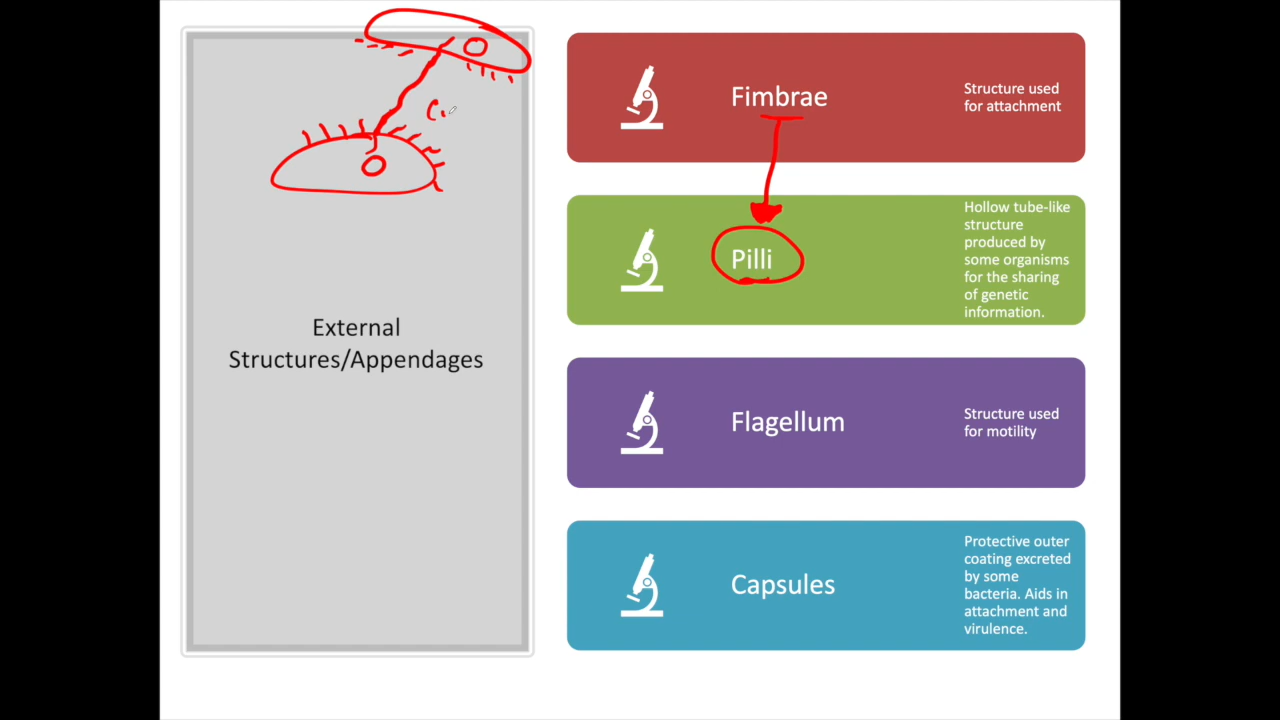 External
Structures/Appendages
Fimbrae
Structure used
for attachment
Pilli
Hollow tube-like
structure
produced by
some organisms
for the sharing
of genetic
information.
Flagellum
Structure used
for motility
Capsules
Protective outer
coating excreted
by some
bacteria. Aids in
attachment and
virulence.